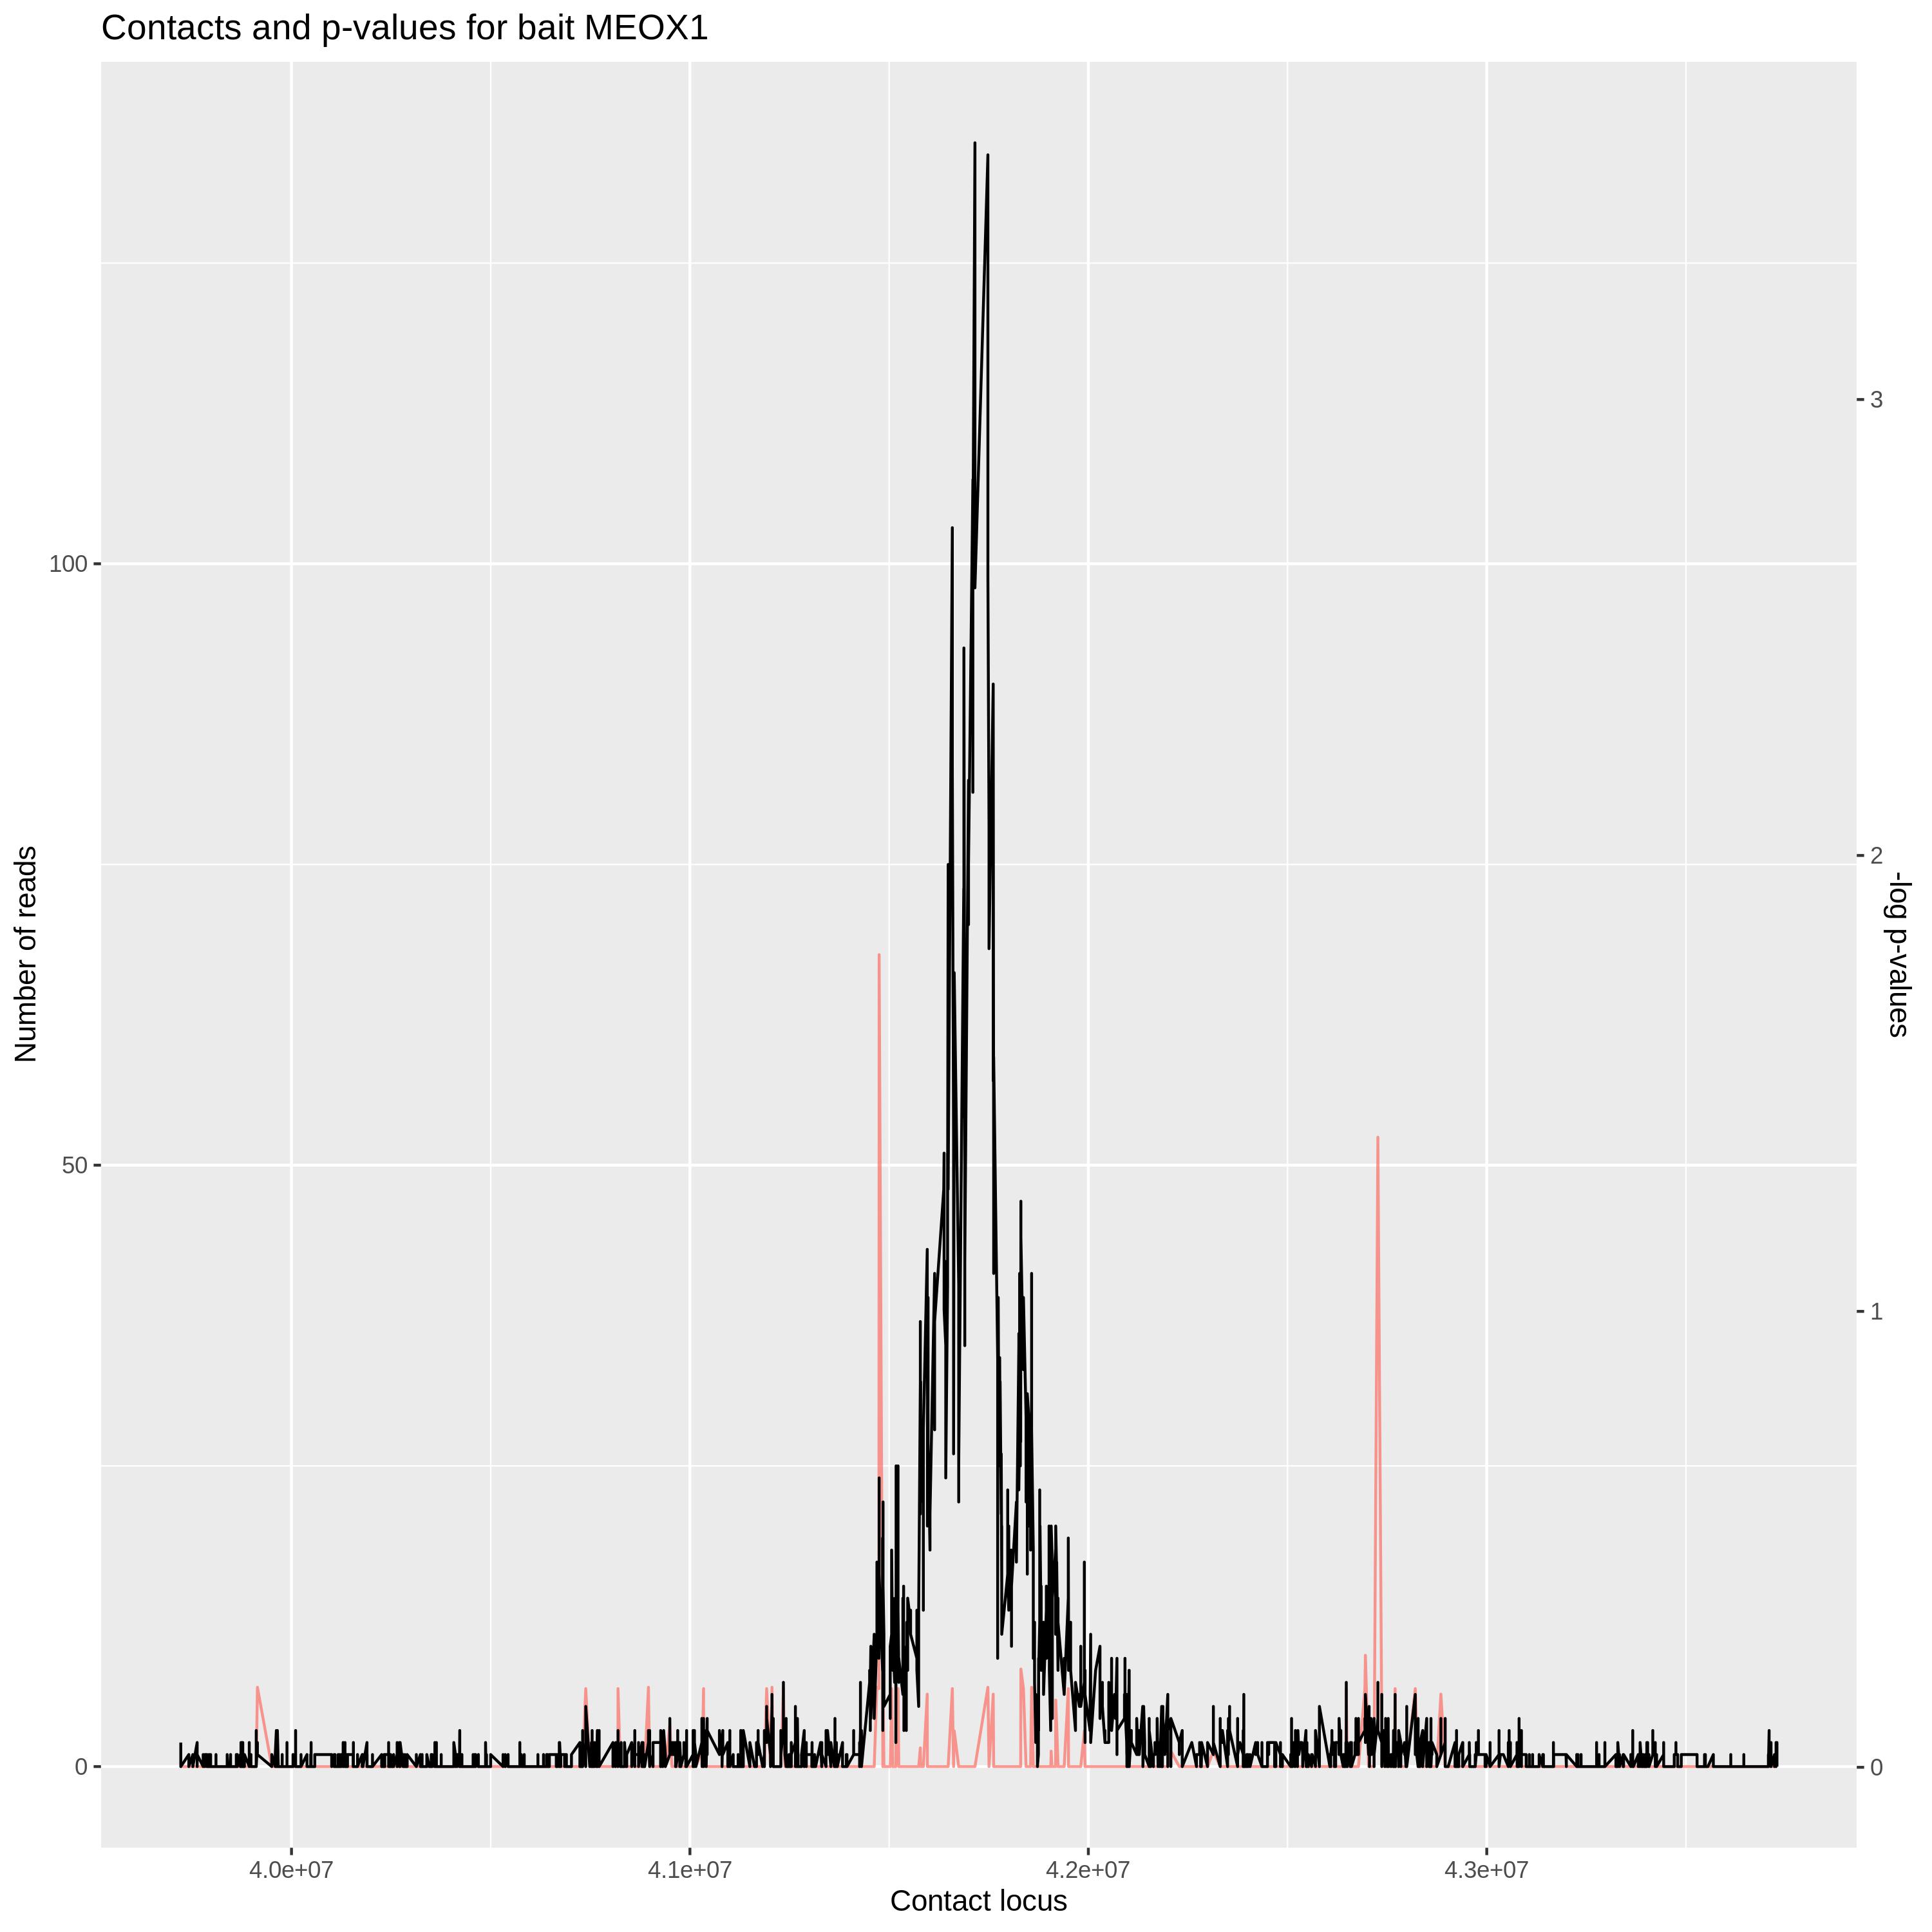 Contacts and p-values for bait MEOX1
Number of reads
100
50
0
3
2
1
0
-log p-values
4.0e+07
4.1e+07
4.2e+07
4.3e+07
Contact locus